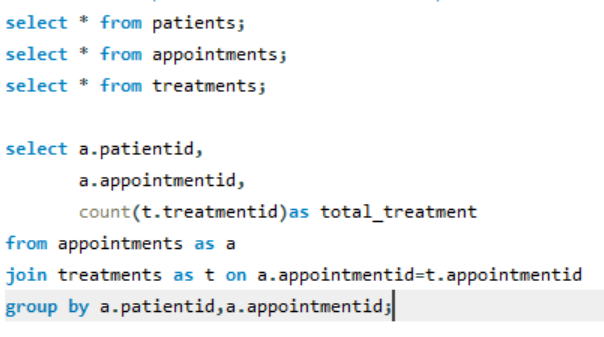 select * from patients;
select * from appointments;
select * from treatments;
select a.patientid,
a.appointmentid,
count(t.treatmentid)as total_treatment
from appointments as a
join treatments as t on a.appointmentid=t.appointmentid
group by a.patientid,a.appointmentid;